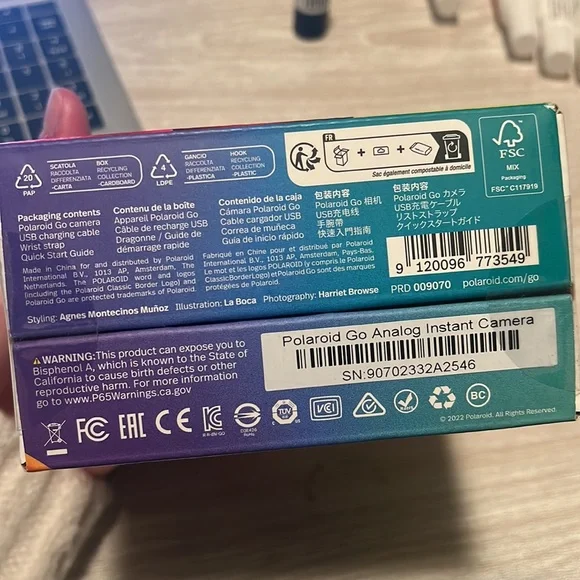 20
PAP
SCATOLA
RACCOLTA
DIFFERENZIATA
-CARTA
BOX
RECYCLING
COLLECTION
-CARDBOARD
4
LDPE
GANCIO
RACCOLTA
DIFFERENZIATA
-PLASTIC
HOOK
RECYCLING
COLLECTION
-PLASTIC
FR
Sac également compostable à domicile
FSC
MIX
Packaging
FSC™ C117919
Packaging contents
Polaroid Go camera
USB charging cable
Wrist strap
Quick Start Guide
Contenu de la boîte
Appareil Polaroid Go
Câble de recharge USB
Dragonne / Guide de
démarrage rapide
Contenido de la caja
Cámara Polaroid Go
Cable cargador USB
Correa de muñeca
Guía de inicio rápido
包装内容
Polaroid Go 相机
USB充电线
手腕带
快速入門指南
包装内容
Polaroid Go カメラ
USB充電ケーブル
リストストラップ
クイックスタートガイド
Made in China for and distributed by Polaroid
International B.V., 1013 AP, Amsterdam, The
Netherlands. The POLAROID word and logos
(including the Polaroid Classic Border Logo) and
Polaroid Go are protected trademarks of Polaroid.
Fabriqué en Chine pour et distribué par Polaroid
International B.V., 1013 AP, Amsterdam, Pays-Bas.
Le mot et les logos POLAROID (y compris le Polaroid
Classic Border Logo) et Polaroid Go sont des marques
protégées de Polaroid.
9 120096 773549
PRD 009070 polaroid.com/go
Styling: Agnes Montecinos Muñoz Illustration: La Boca Photography: Harriet Browse
WARNING: This product can expose you to
Bisphenol A, which is known to the State of
California to cause birth defects or other
reproductive harm. For more information
go to www.P65Warnings.ca.gov
Polaroid Go Analog Instant Camera
SN:90702332A2546
FC EAC CE
TÜV
VCI
BC
© 2022 Polaroid. All Rights Reserved.